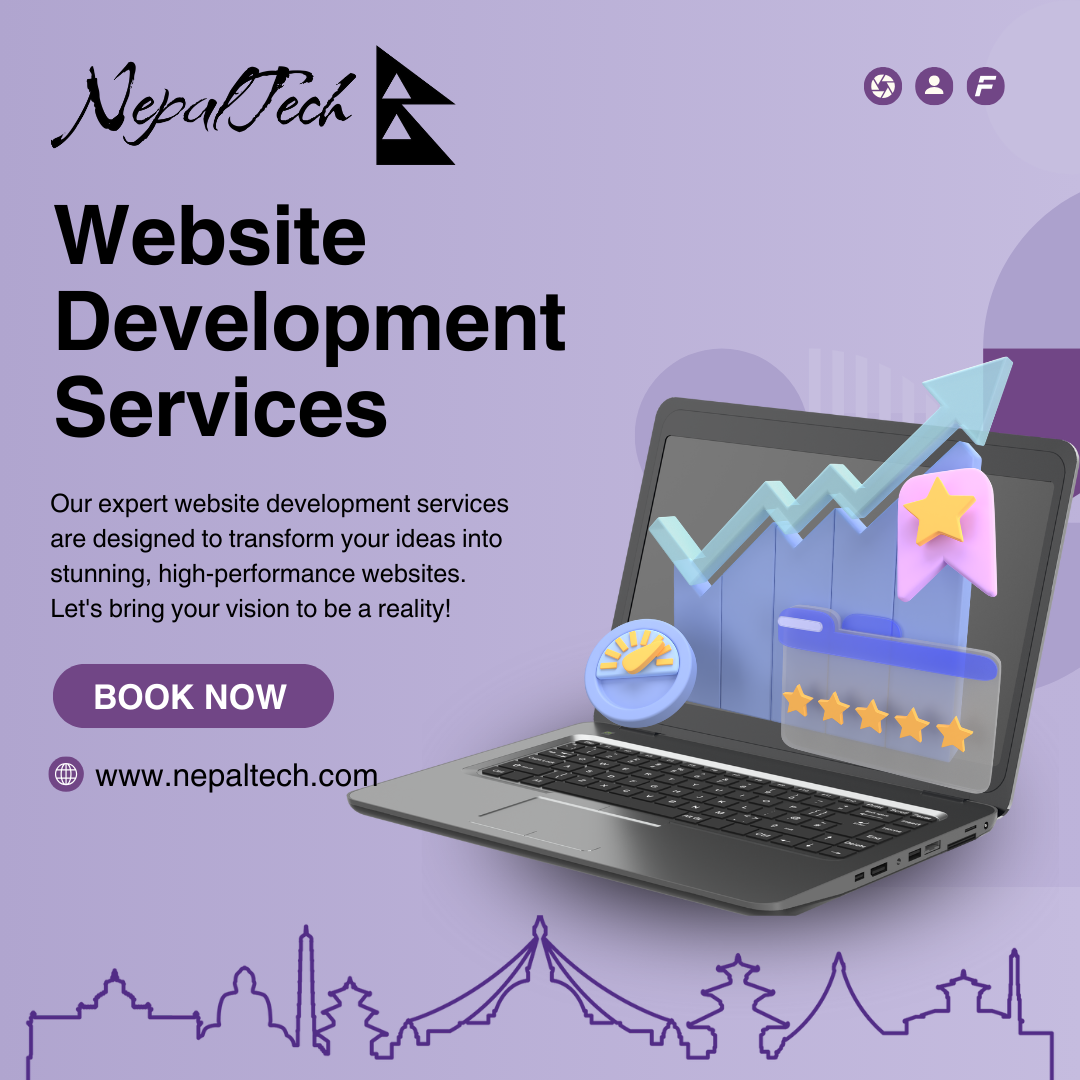 NepalTech
Website
Development
Services
Our expert website development services
are designed to transform your ideas into
stunning, high-performance websites.
Let's bring your vision to be a reality!
BOOK NOW
www.nepaltech.com